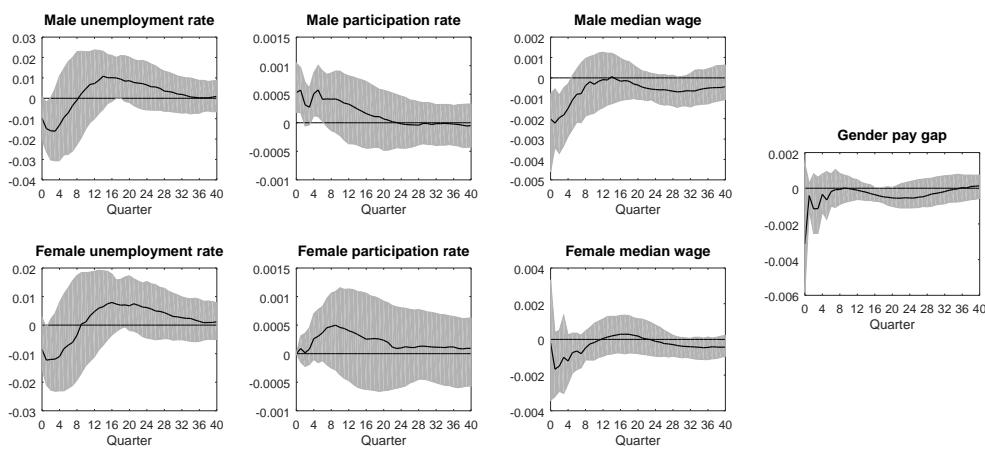 Male unemployment rate
0.03
0.02
0.01
0
-0.01
-0.02
-0.03
-0.04
0 4 8 12 16 20 24 28 32 36 40
Quarter
Male participation rate
0.0015
0.001
0.0005
0
-0.0005
-0.001
0 4 8 12 16 20 24 28 32 36 40
Quarter
Male median wage
0.002
0.001
0
-0.001
-0.002
-0.003
-0.004
-0.005
0 4 8 12 16 20 24 28 32 36 40
Quarter
Gender pay gap
0.002
0
-0.002
-0.004
-0.006
0 4 8 12 16 20 24 28 32 36 40
Quarter
Female unemployment rate
0.02
0.01
0
-0.01
-0.02
-0.03
0 4 8 12 16 20 24 28 32 36 40
Quarter
Female participation rate
0.0015
0.001
0.0005
0
-0.0005
-0.001
0 4 8 12 16 20 24 28 32 36 40
Quarter
Female median wage
0.004
0.002
0
-0.002
-0.004
0 4 8 12 16 20 24 28 32 36 40
Quarter